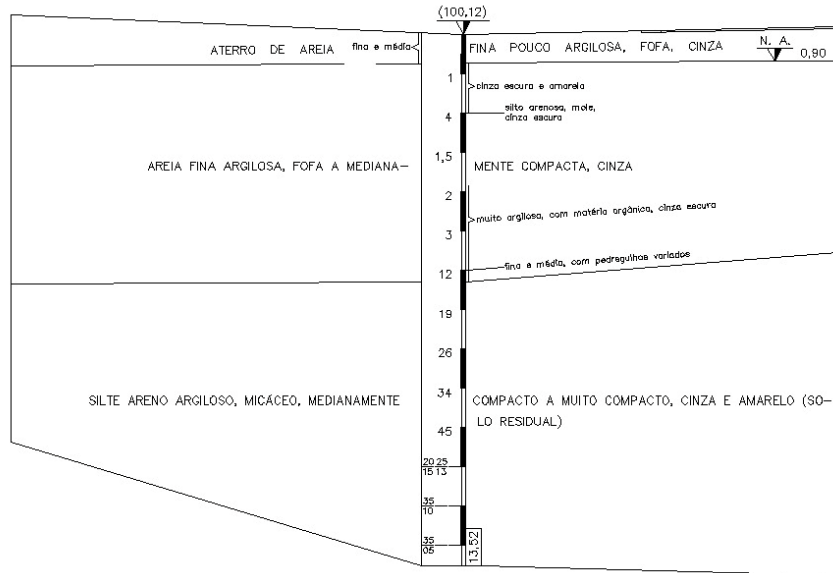 (100,12)
ATERRO DE AREIA fina e média FINA POUCO ARGILOSA, FOFA, CINZA N. A. 0,90
1
cinza escura e amarela
4
silto arenosa, mole,
cinza escura
1,5
AREIA FINA ARGILOSA, FOFA A MEDIANA– MENTE COMPACTA, CINZA
2
muito argilosa, com matéria orgânica, cinza escura
3
fina e média, com pedregulhos variados
12
19
26
34
SILTE ARENO ARGILOSO, MICÁCEO, MEDIANAMENTE COMPACTO A MUITO COMPACTO, CINZA E AMARELO (SO–
LO RESIDUAL)
45
20 25
15 13
35
10
35
05
13,52